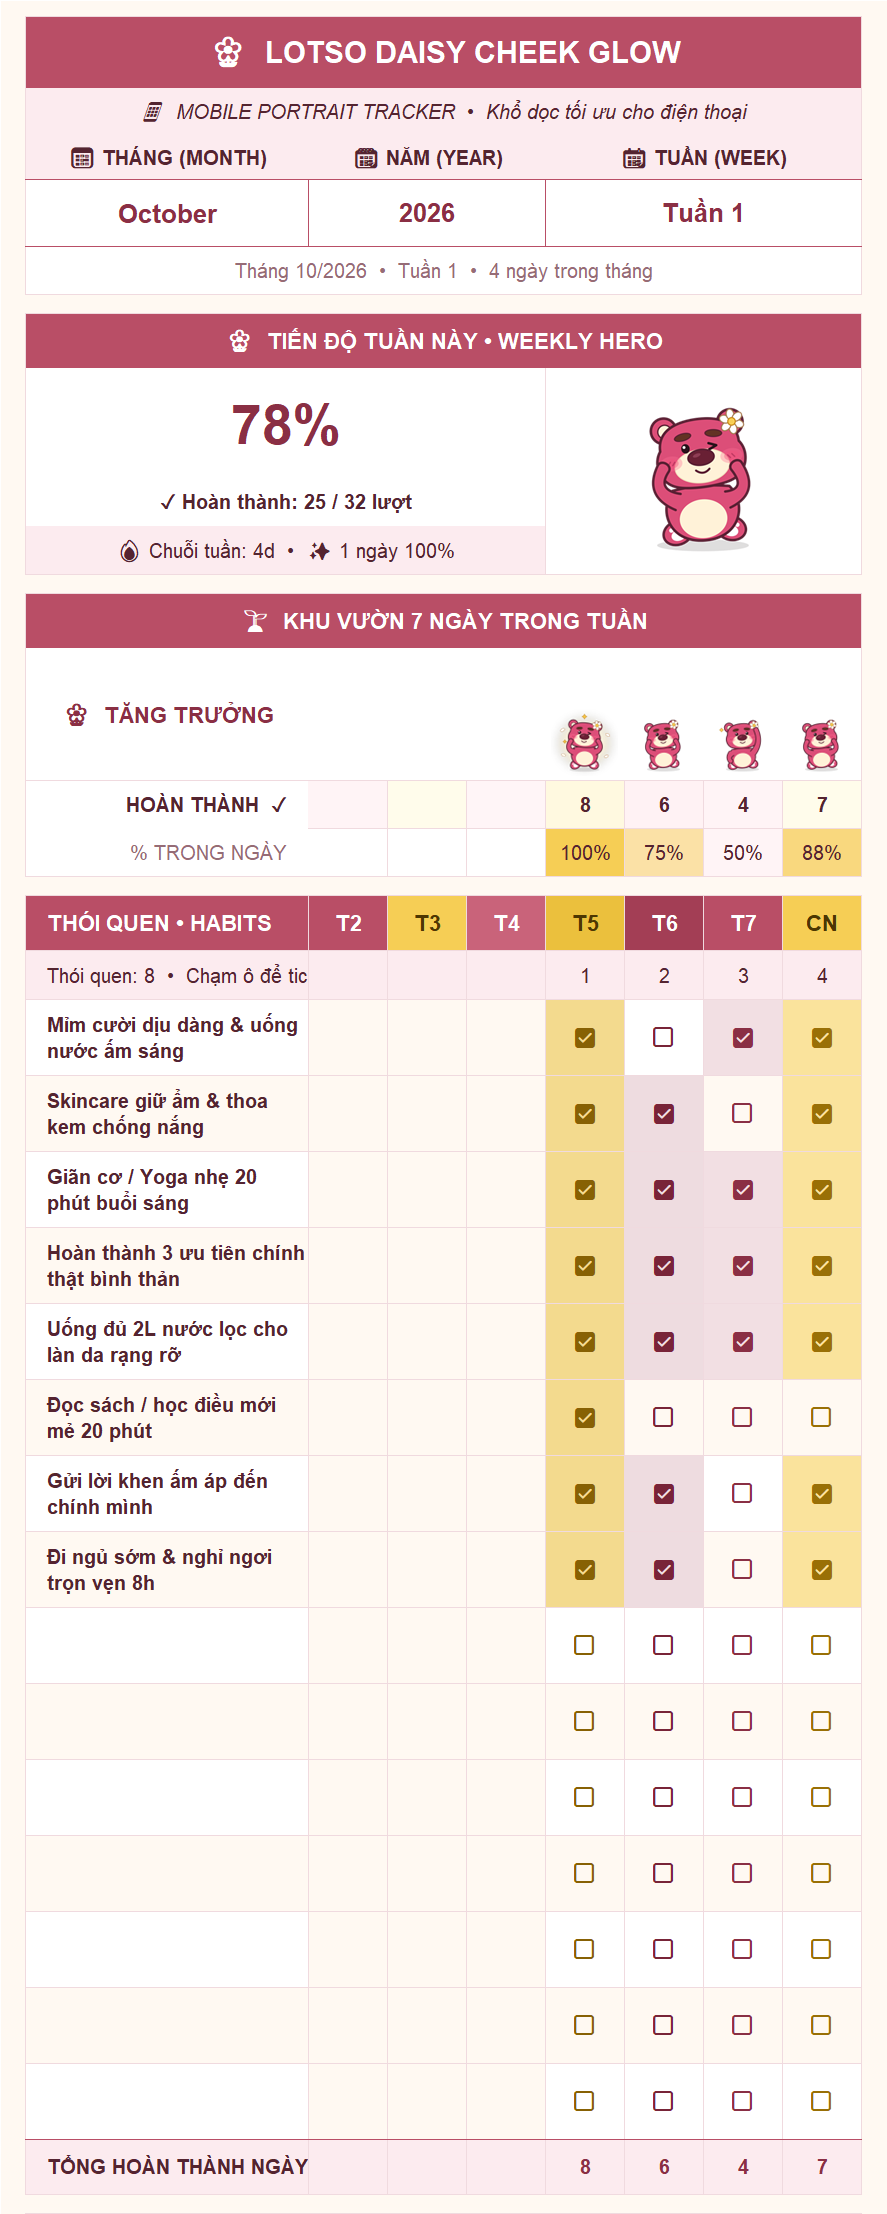 LOTSO DAISY CHEEK GLOW
MOBILE PORTRAIT TRACKER • Khổ dọc tối ưu cho điện thoại
THÁNG (MONTH) NĂM (YEAR) TUẦN (WEEK)
October 2026 Tuần 1
Tháng 10/2026 • Tuần 1 • 4 ngày trong tháng
TIẾN ĐỘ TUẦN NÀY • WEEKLY HERO
78%
✓ Hoàn thành: 25 / 32 lượt
Chuỗi tuần: 4d • 1 ngày 100%
KHU VƯỜN 7 NGÀY TRONG TUẦN
TĂNG TRƯỞNG
HOÀN THÀNH ✓ 8 6 4 7
% TRONG NGÀY 100% 75% 50% 88%
THÓI QUEN • HABITS T2 T3 T4 T5 T6 T7 CN
Thói quen: 8 • Chạm ô để tic 1 2 3 4
Mỉm cười dịu dàng & uống
nước ấm sáng
Skincare giữ ẩm & thoa
kem chống nắng
Giãn cơ / Yoga nhẹ 20
phút buổi sáng
Hoàn thành 3 ưu tiên chính
thật bình thản
Uống đủ 2L nước lọc cho
làn da rạng rỡ
Đọc sách / học điều mới
mẻ 20 phút
Gửi lời khen ấm áp đến
chính mình
Đi ngủ sớm & nghỉ ngơi
trọn vẹn 8h
TỔNG HOÀN THÀNH NGÀY 8 6 4 7